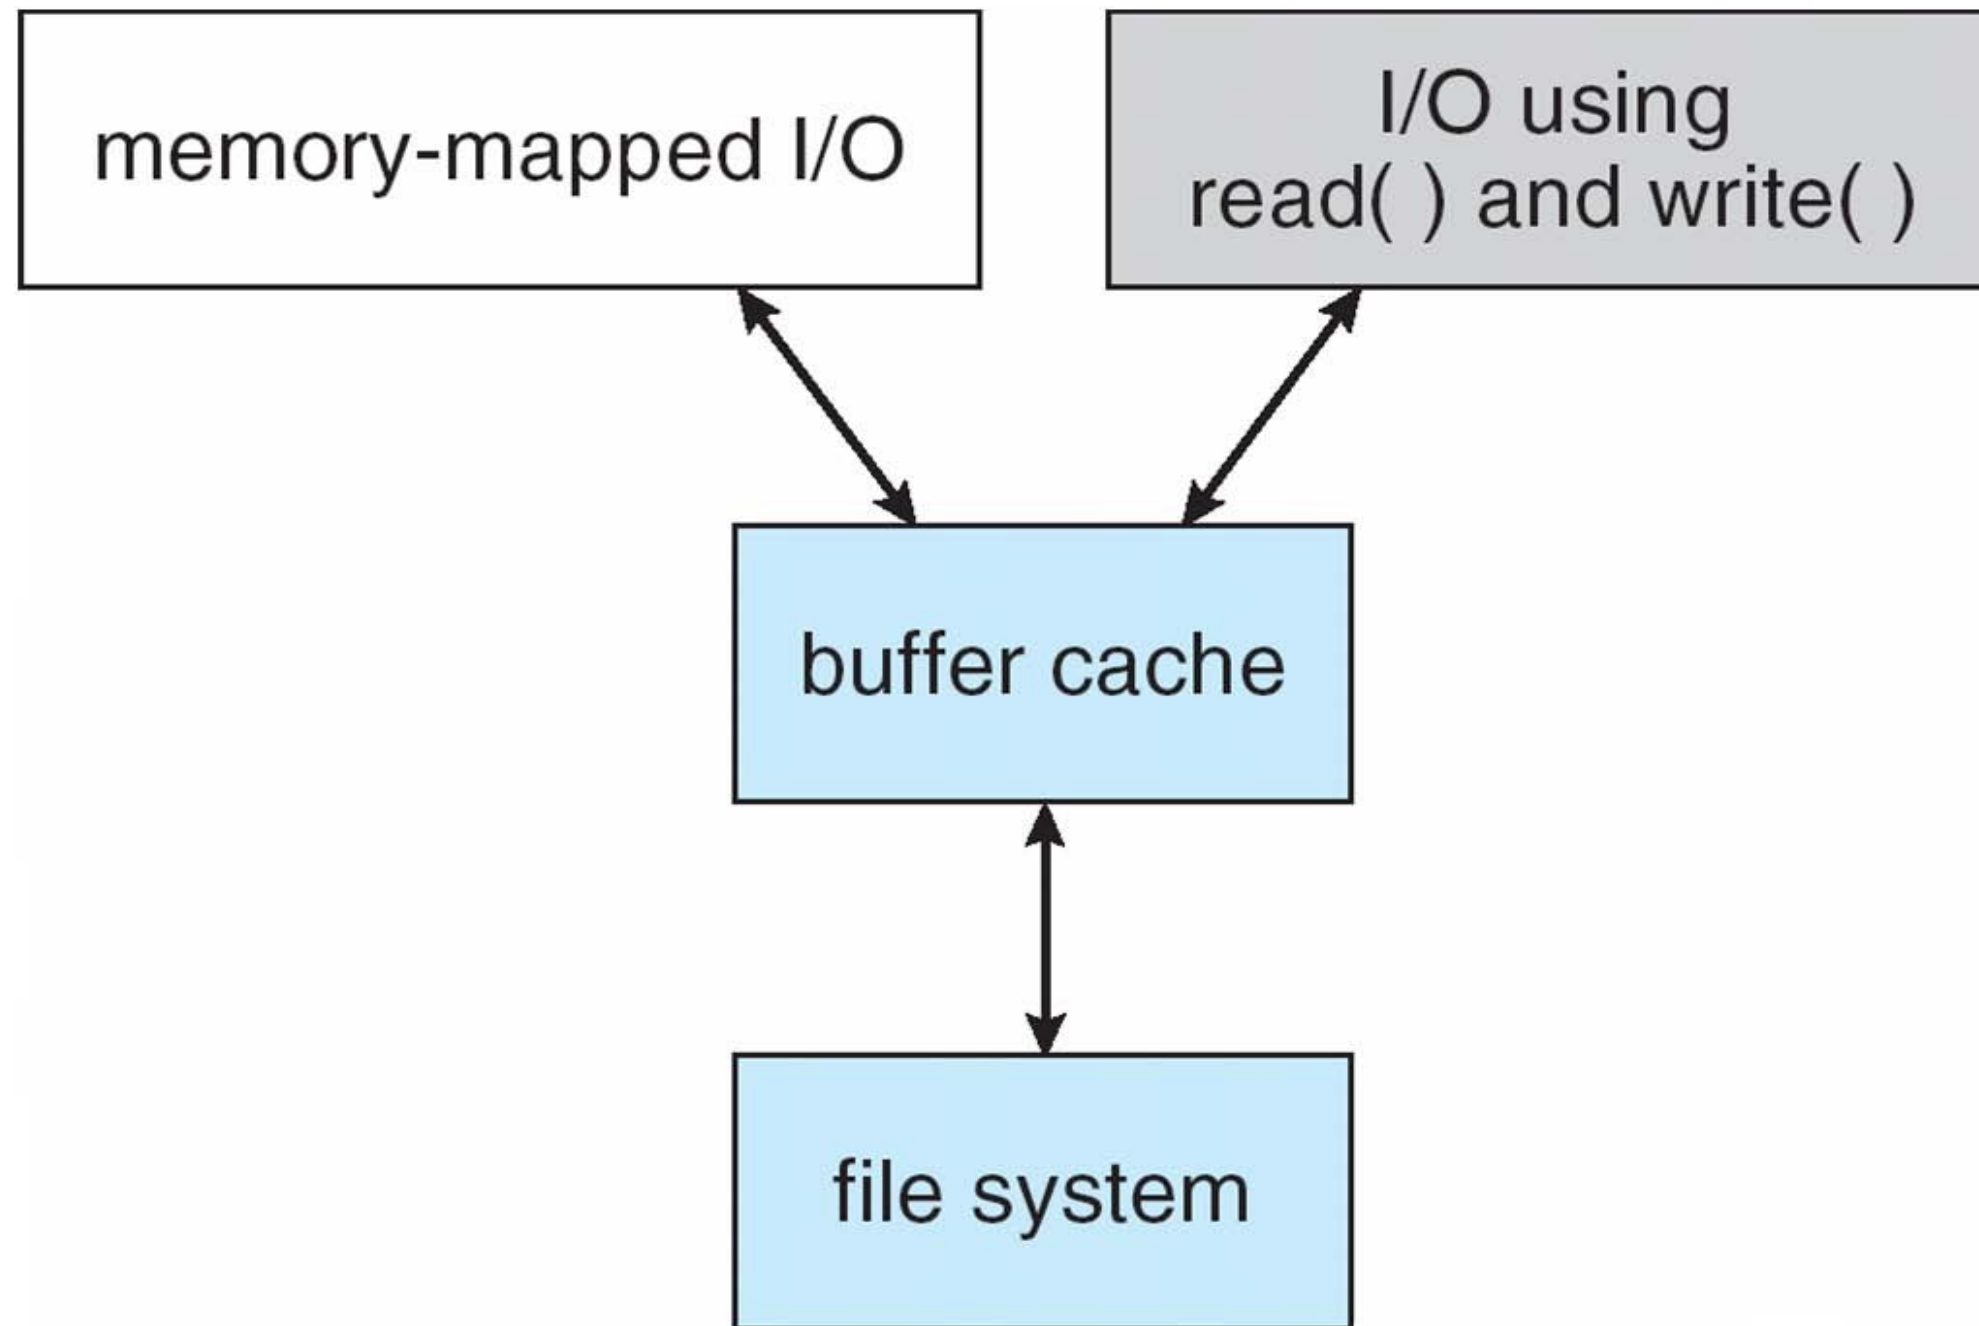 memory-mapped I/O
I/O using
read( ) and write( )
buffer cache
file system